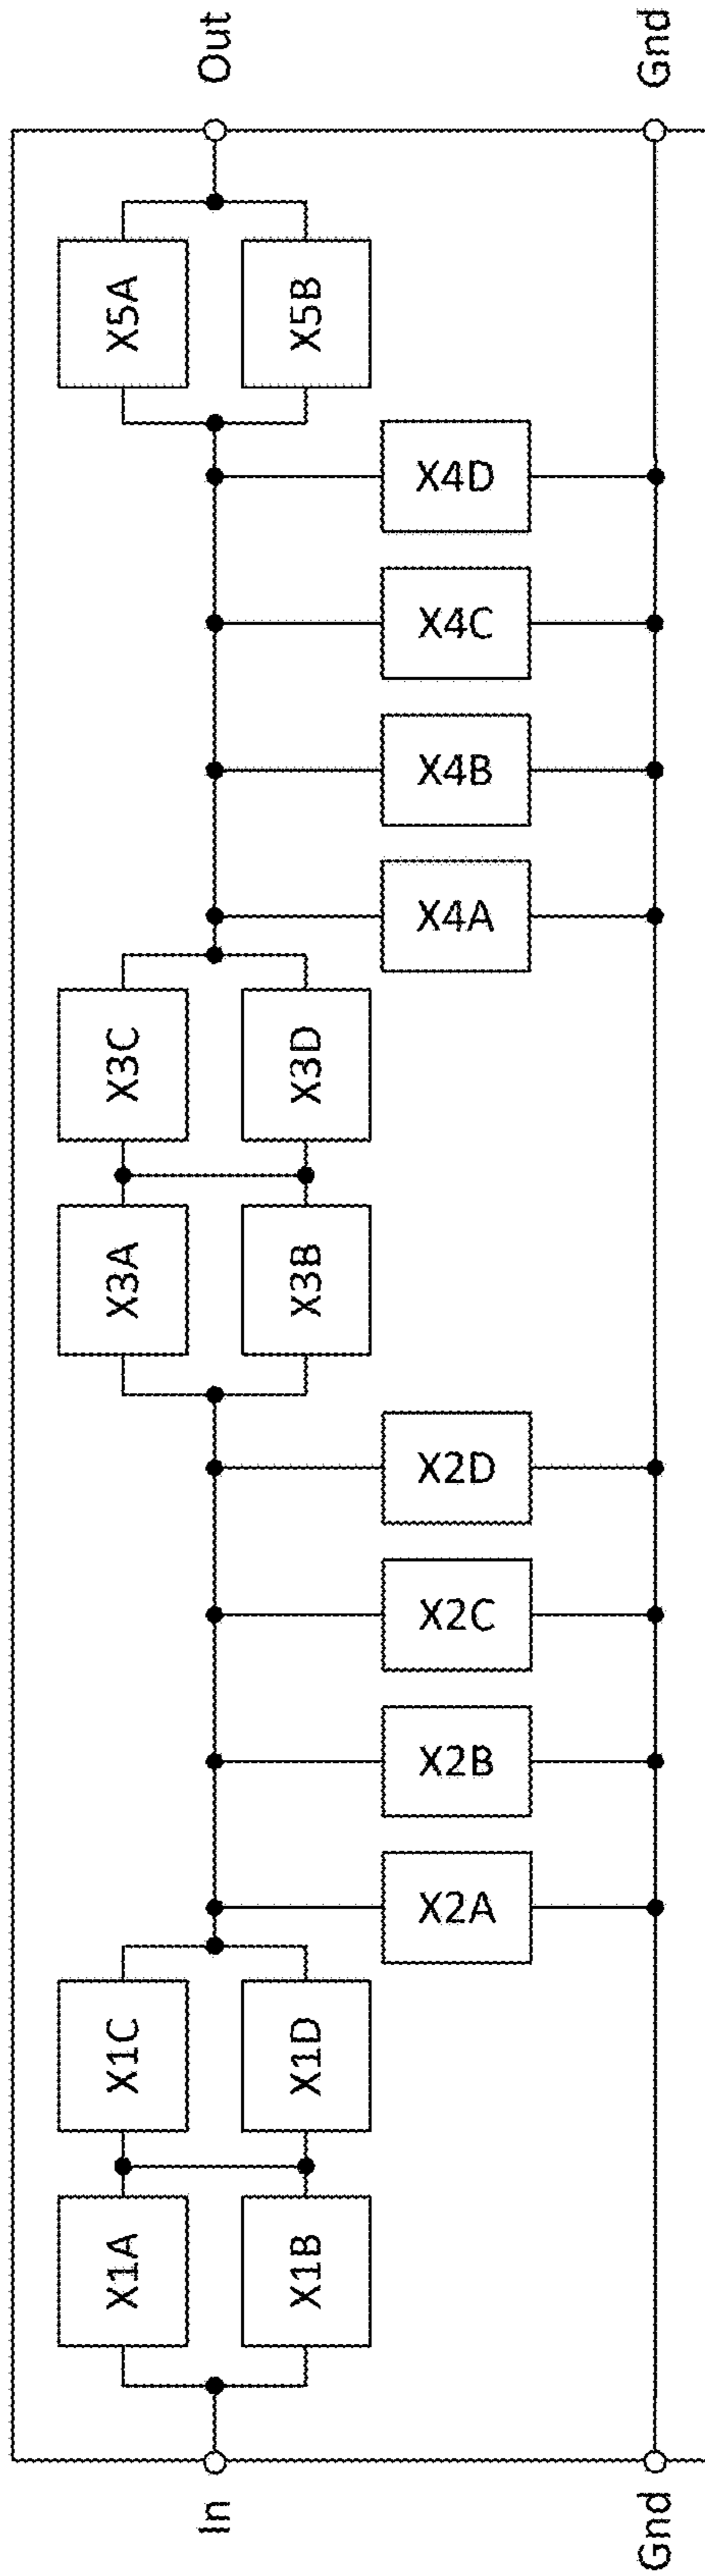 Out
Gnd
X5A
X5B
X4D
X4C
X4B
X4A
X3C
X3D
X3A
X3B
X2D
X2C
X2B
X2A
X1C
X1D
X1A
X1B
In
Gnd